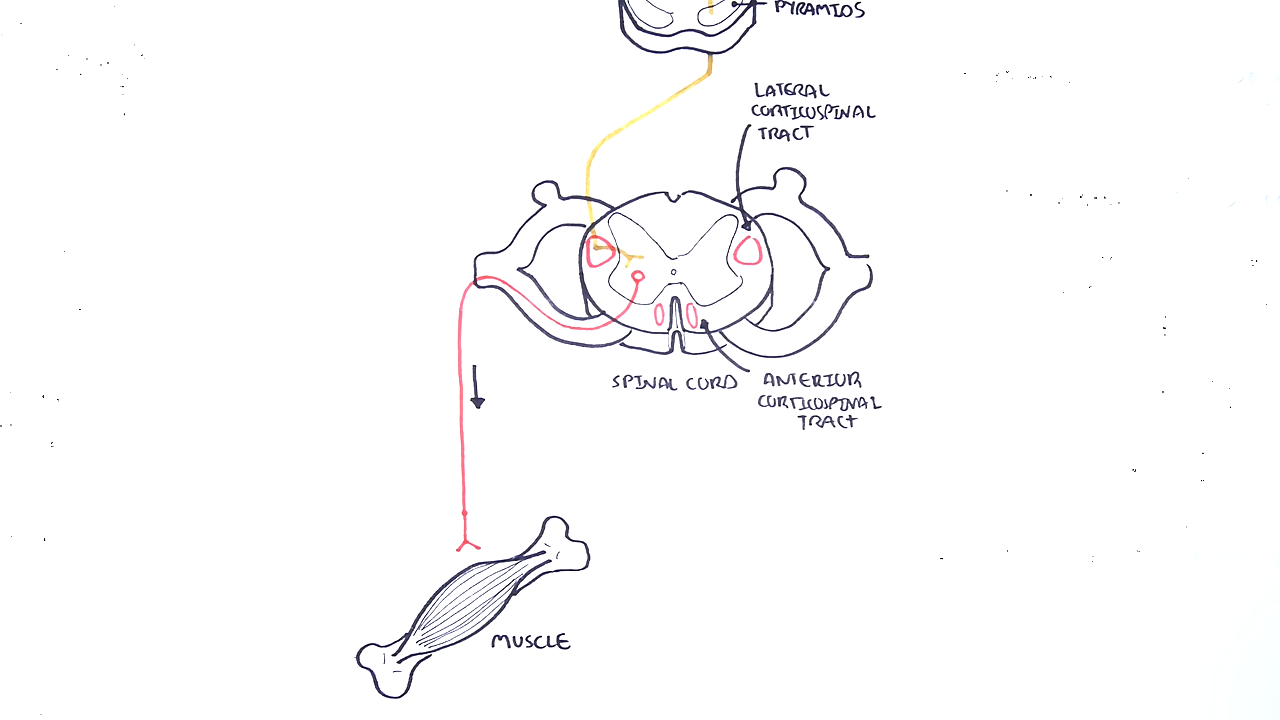 PYRAMIDS
LATERAL
CORTICOSPINAL
TRACT
SPINAL CORD
ANTERIOR
CORTICOSPINAL
TRACT
MUSCLE